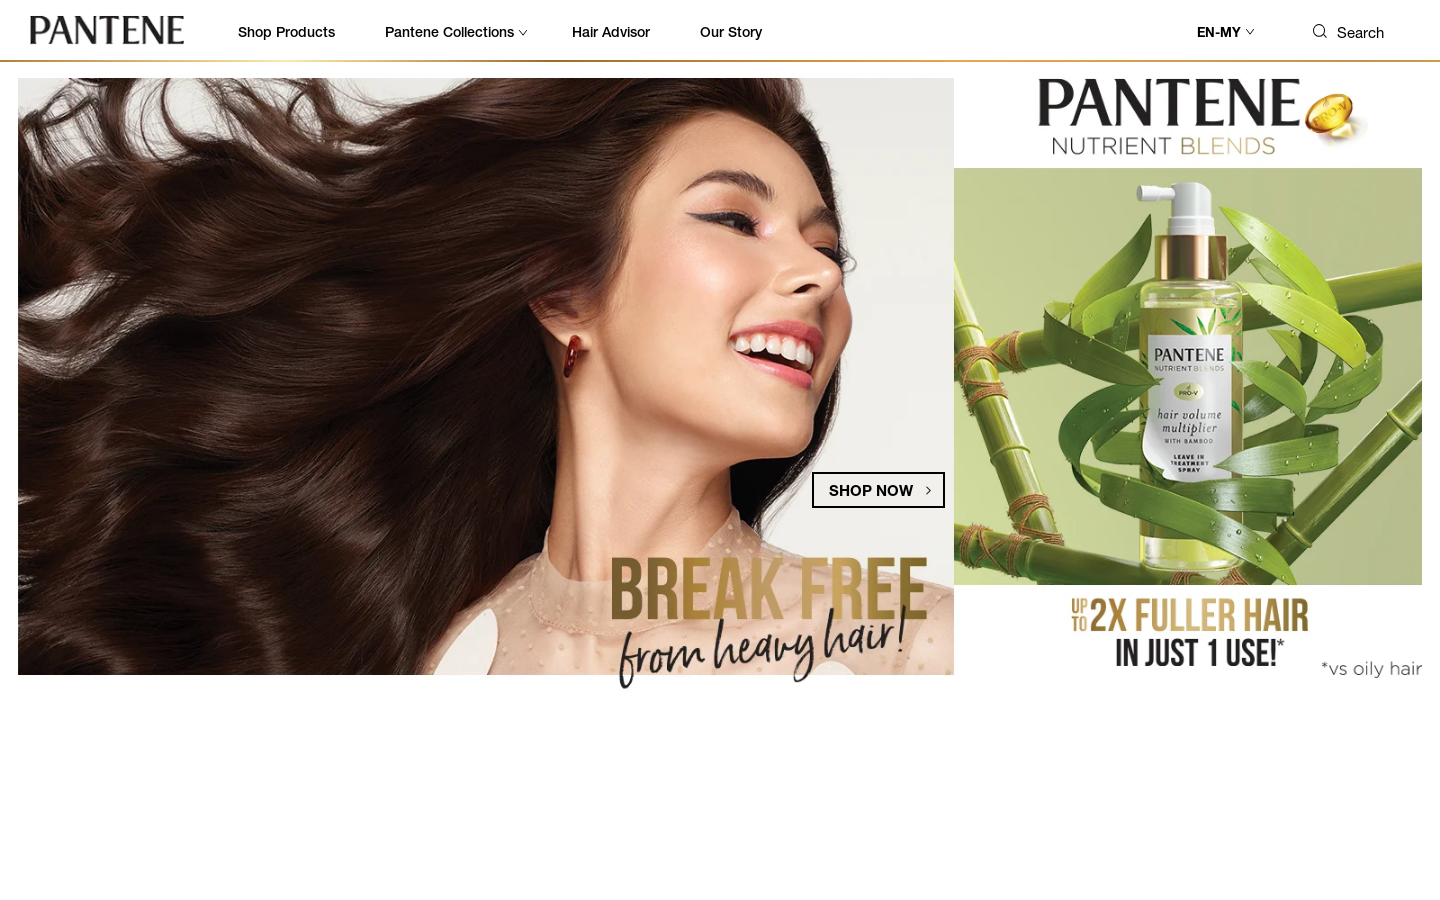 PANTENE
Shop Products
Pantene Collections
Hair Advisor
Our Story
EN-MY
Search
PANTENE
PRO-V
NUTRIENT BLENDS
PANTENE
NUTRIENT BLENDS
PRO-V
hair volume
multiplier
WITH BAMBOO
LEAVE IN
TREATMENT
SPRAY
SHOP NOW
BREAK FREE
from heavy hair!
UP TO 2X FULLER HAIR
IN JUST 1 USE!*
*vs oily hair